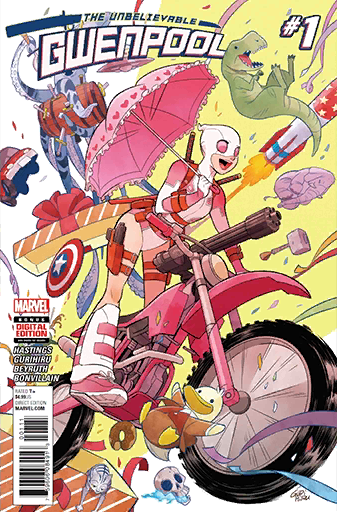 THE UNBELIEVABLE
GWENPOOL
#1
MARVEL
BONUS
DIGITAL
EDITION
HASTINGS
GURIHIRU
BEYRUTH
BONVILLAIN
RATED T+
$4.99 US
DIRECT EDITION
MARVEL.COM